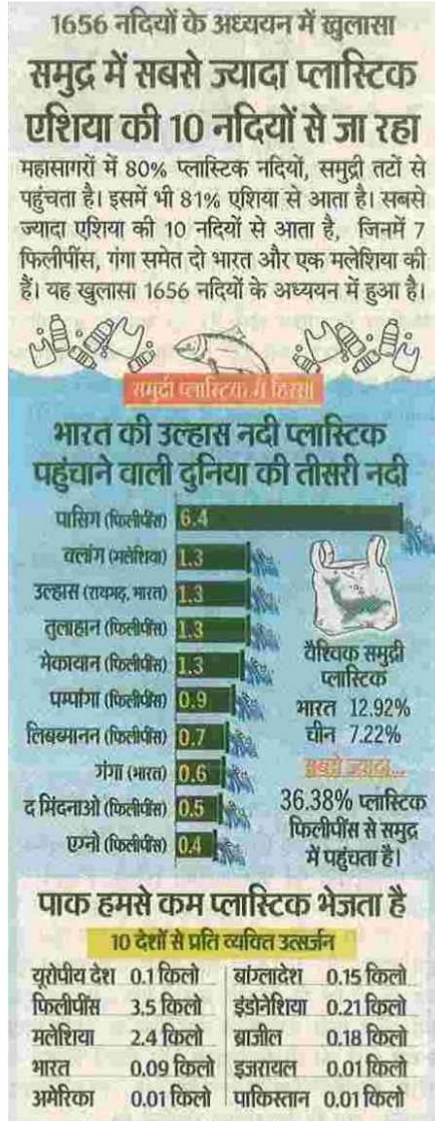 1656 नदियों के अध्ययन में खुलासा
समुद्र में सबसे ज्यादा प्लास्टिक
एशिया की 10 नदियों से जा रहा
महासागरों में 80% प्लास्टिक नदियों, समुद्री तटों से
पहुंचता है। इसमें भी 81% एशिया से आता है। सबसे
ज्यादा एशिया की 10 नदियों से आता है, जिनमें 7
फिलीपींस, गंगा समेत दो भारत और एक मलेशिया की
हैं। यह खुलासा 1656 नदियों के अध्ययन में हुआ है।
समुद्री प्लास्टिक में हिस्सा
भारत की उल्हास नदी प्लास्टिक
पहुंचाने वाली दुनिया की तीसरी नदी
पासिग (फिलीपींस) 6.4
क्लांग (मलेशिया) 1.3
उल्हास (रायगढ़, भारत) 1.3
तुलाहान (फिलीपींस) 1.3
मेकायान (फिलीपींस) 1.3
पम्पांगा (फिलीपींस) 0.9
लिबमानन (फिलीपींस) 0.7
गंगा (भारत) 0.6
द मिंदनाओ (फिलीपींस) 0.5
एग्नो (फिलीपींस) 0.4
वैश्विक समुद्री
प्लास्टिक
भारत 12.92%
चीन 7.22%
सबसे ज्यादा...
36.38% प्लास्टिक
फिलीपींस से समुद्र
में पहुंचता है।
पाक हमसे कम प्लास्टिक भेजता है
10 देशों से प्रति व्यक्ति उत्सर्जन
यूरोपीय देश 0.1 किलो बांग्लादेश 0.15 किलो
फिलीपींस 3.5 किलो इंडोनेशिया 0.21 किलो
मलेशिया 2.4 किलो ब्राजील 0.18 किलो
भारत 0.09 किलो इजरायल 0.01 किलो
अमेरिका 0.01 किलो पाकिस्तान 0.01 किलो